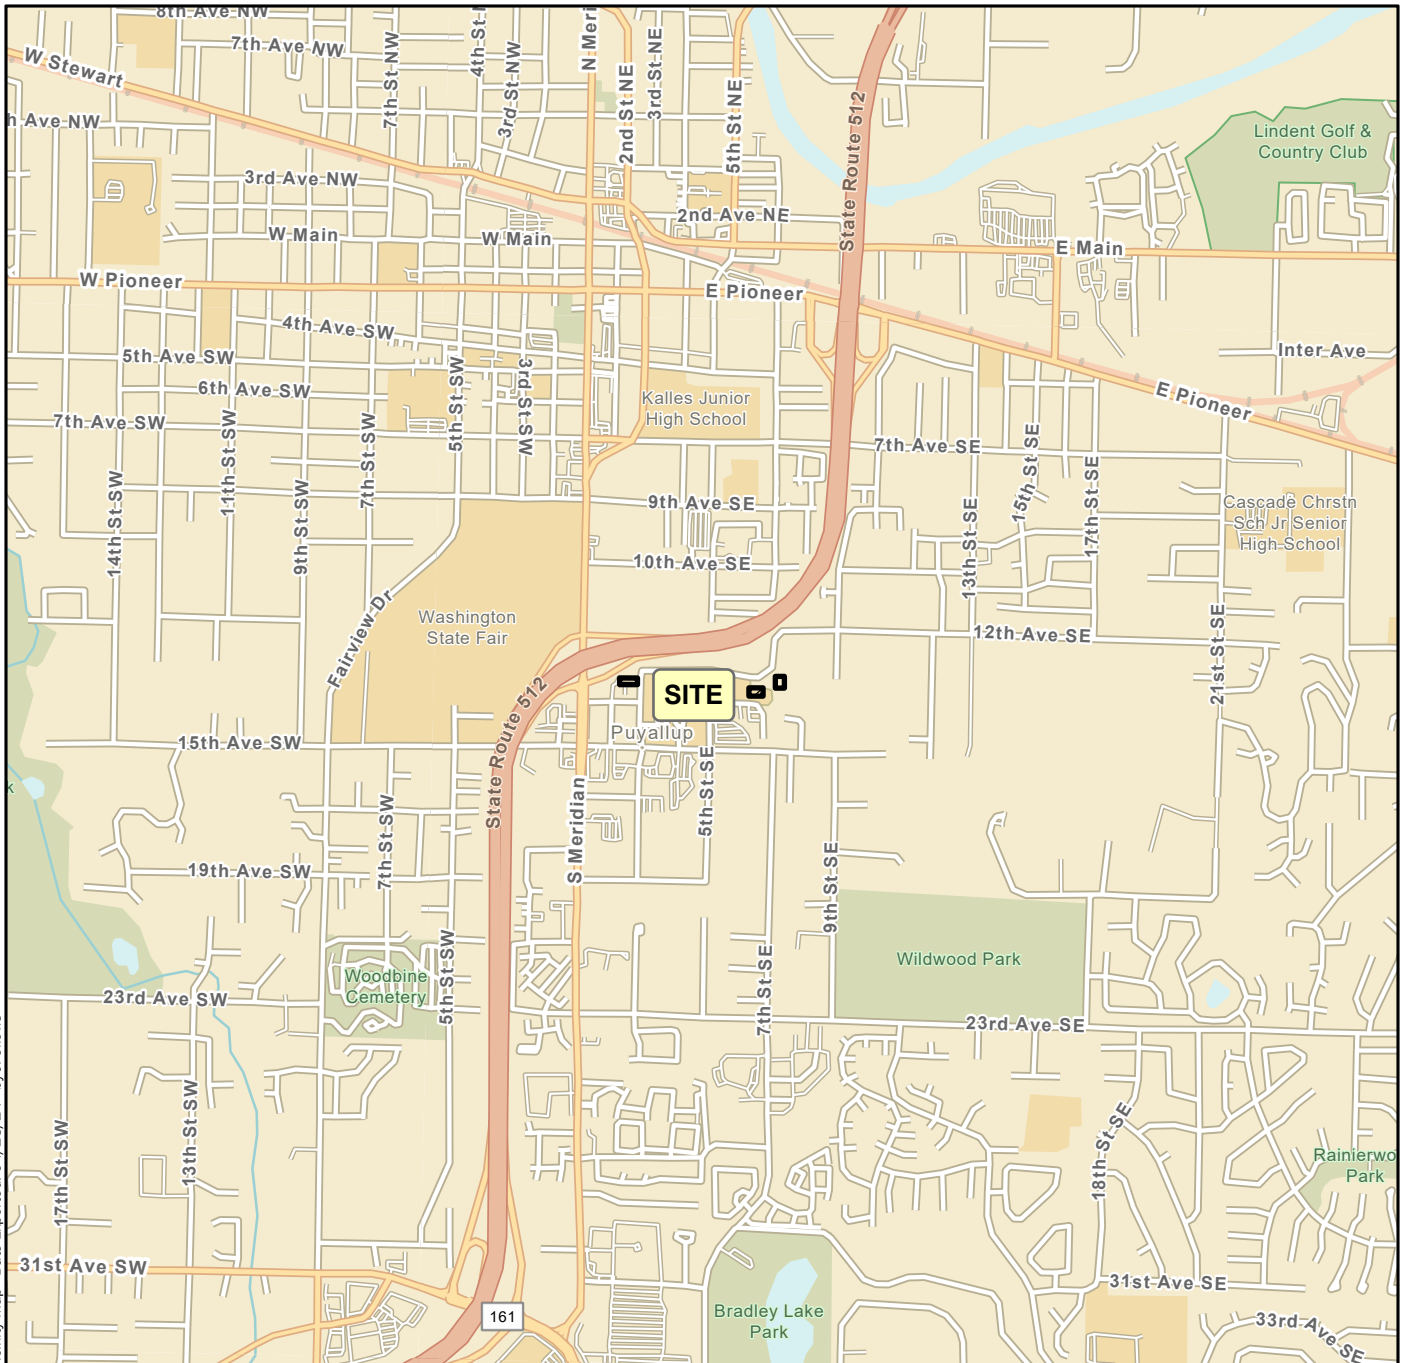 8th Ave NW
7th Ave NW
W Stewart
7th St NW
3rd St NW
2nd St NE
3rd St NE
5th St NE
State Route 512
Lindent Golf &
Country Club
3rd Ave NW
2nd Ave NE
W Main
W Main
E Main
W Pioneer
E Pioneer
4th Ave SW
5th Ave SW
Inter Ave
6th Ave SW
5th St SW
3rd St SW
Kalles Junior
High School
E Pioneer
7th Ave SW
11th St SW
7th St SW
7th Ave SE
15th St SE
14th St SW
9th St SW
9th Ave SE
13th St SE
17th St SE
Cascade Chrstn
Sch Jr Senior
High School
10th Ave SE
Fairview Dr
Washington
State Fair
12th Ave SE
21st St SE
State Route 512
SITE
Puyallup
15th Ave SW
5th St SE
7th St SW
S Meridian
19th Ave SW
9th St SE
5th St SW
Wildwood Park
7th St SE
Woodbine
Cemetery
23rd Ave SW
23rd Ave SE
17th St SW
13th St SW
18th St SE
Park
31st Ave SW
31st Ave SE
161
Bradley Lake
Park
33rd Ave SE